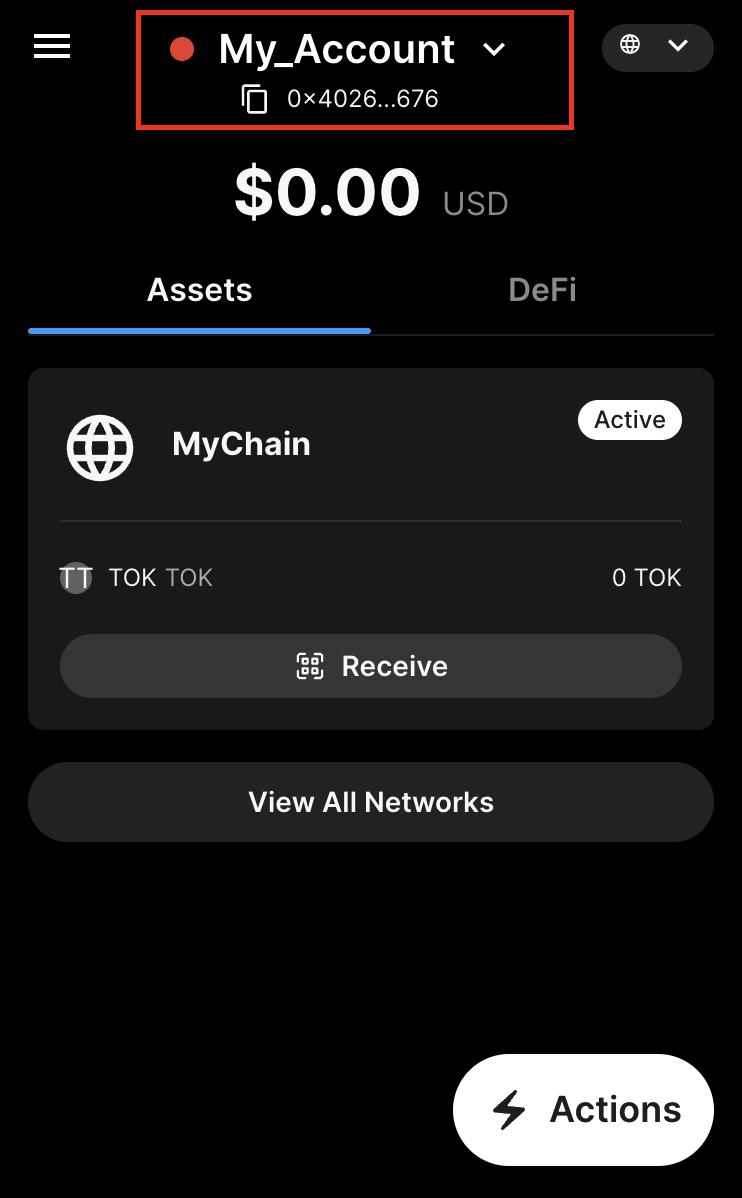 My_Account
0×4026...676
$0.00 USD
Assets
DeFi
MyChain
Active
TT TOK TOK
0 TOK
Receive
View All Networks
Actions